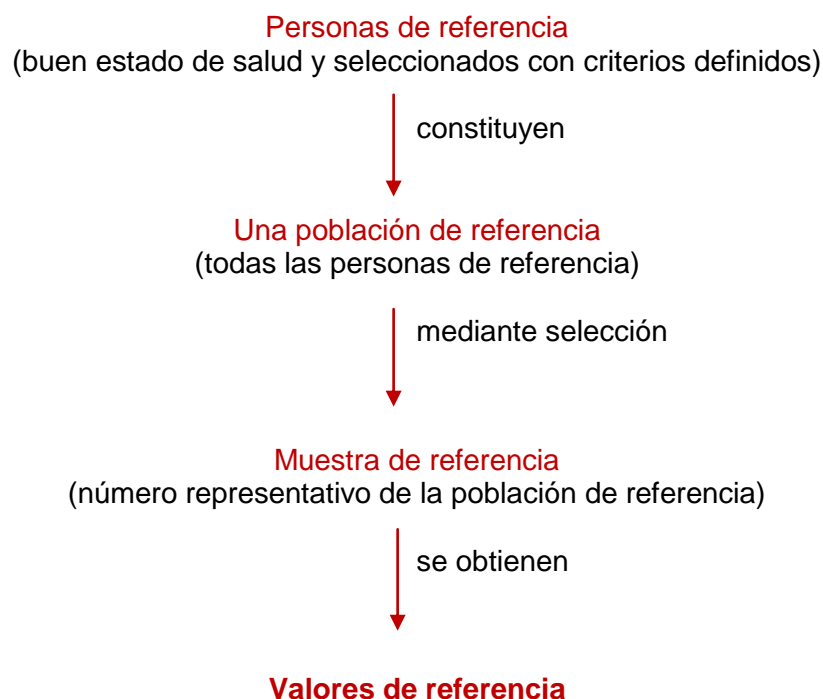 Personas de referencia
(buen estado de salud y seleccionados con criterios definidos)
constituyen
Una población de referencia
(todas las personas de referencia)
mediante selección
Muestra de referencia
(número representativo de la población de referencia)
se obtienen
Valores de referencia